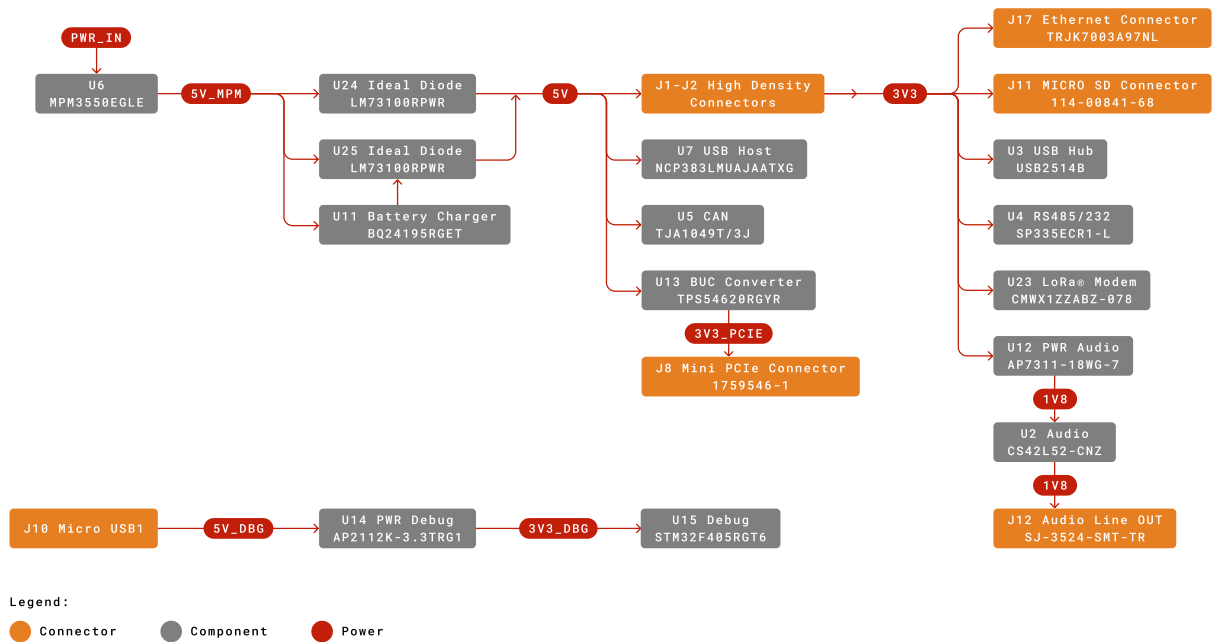 PWR_IN
U6
MPM3550EGLE
5V_MPM
U24 Ideal Diode
LM73100RPWR
U25 Ideal Diode
LM73100RPWR
U11 Battery Charger
BQ24195RGET
5V
J1-J2 High Density
Connectors
U7 USB Host
NCP383LMUAJAATXG
U5 CAN
TJA1049T/3J
U13 BUC Converter
TPS54620RGYR
3V3_PCIE
J8 Mini PCIe Connector
1759546-1
3V3
J17 Ethernet Connector
TRJK7003A97NL
J11 MICRO SD Connector
114-00841-68
U3 USB Hub
USB2514B
U4 RS485/232
SP335ECR1-L
U23 LoRa® Modem
CMWX1ZZABZ-078
U12 PWR Audio
AP7311-18WG-7
1V8
U2 Audio
CS42L52-CNZ
1V8
J12 Audio Line OUT
SJ-3524-SMT-TR
J10 Micro USB1
5V_DBG
U14 PWR Debug
AP2112K-3.3TRG1
3V3_DBG
U15 Debug
STM32F405RGT6
Legend:
Connector
Component
Power